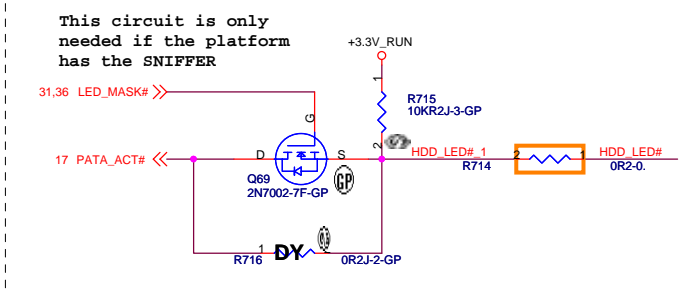 This circuit is only
needed if the platform
has the SNIFFER
+3.3V_RUN
31,36 LED_MASK#
1
R715
10KR2J-3-GP
2
G
17 PATA_ACT#
D
S
Q69
2N7002-7F-GP
GP
HDD_LED#_1
R714
2
1
HDD_LED#
0R2-0.
R716
1
DY
0R2J-2-GP